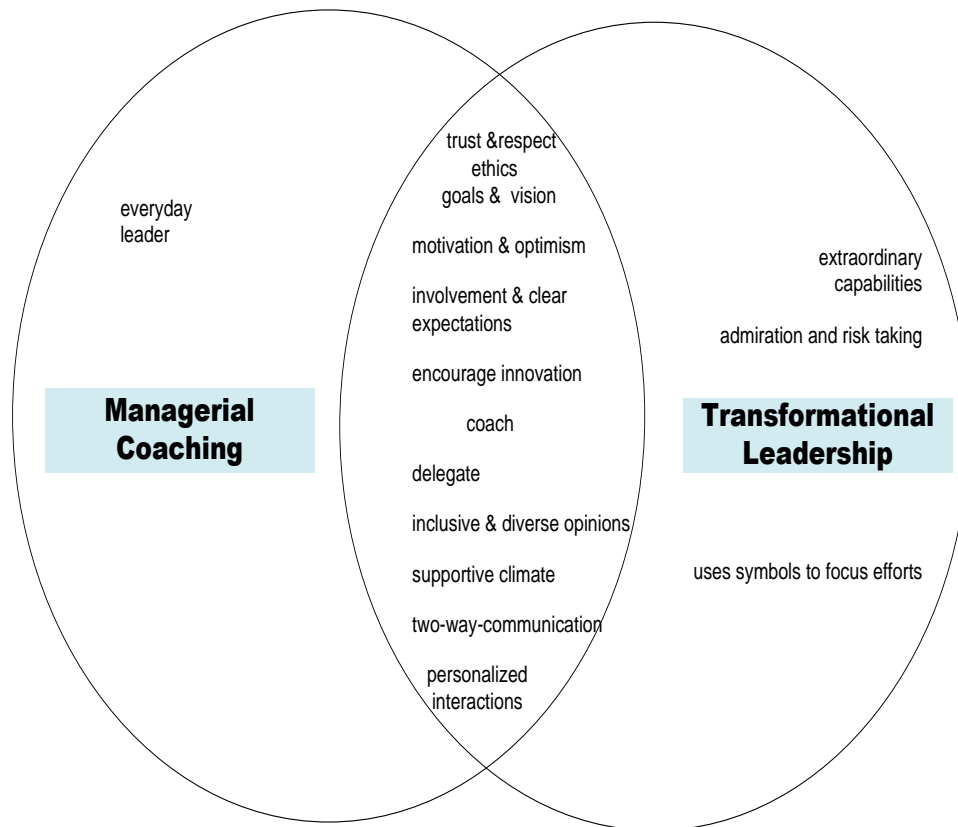 trust &respect
ethics
goals & vision
everyday
leader
motivation & optimism
extraordinary
capabilities
involvement & clear
expectations
admiration and risk taking
encourage innovation
Managerial
Coaching
coach
Transformational
Leadership
delegate
inclusive & diverse opinions
supportive climate
uses symbols to focus efforts
two-way-communication
personalized
interactions